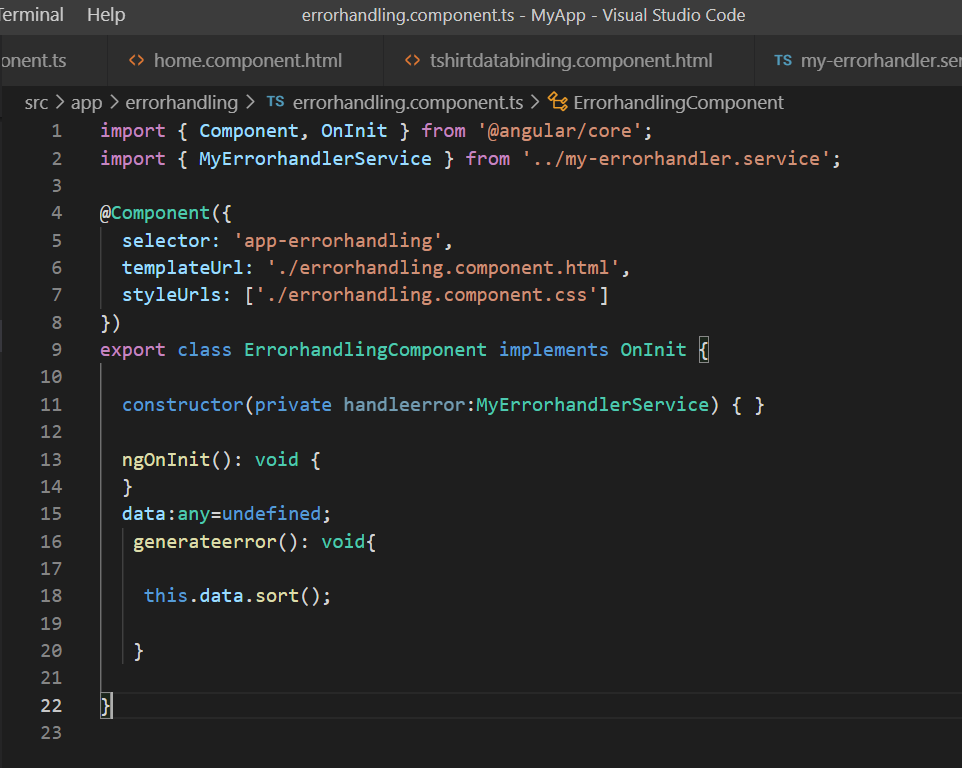 Terminal Help errorhandling.component.ts - MyApp - Visual Studio Code
onent.ts <> home.component.html <> tshirtdatabinding.component.html TS my-errorhandler.ser
src > app > errorhandling > TS errorhandling.component.ts > ErrorhandlingComponent
1 import { Component, OnInit } from '@angular/core';
2 import { MyErrorhandlerService } from '../my-errorhandler.service';
3
4 @Component({
5 selector: 'app-errorhandling',
6 templateUrl: './errorhandling.component.html',
7 styleUrls: ['./errorhandling.component.css']
8 })
9 export class ErrorhandlingComponent implements OnInit {
10
11 constructor(private handleerror:MyErrorhandlerService) { }
12
13 ngOnInit(): void {
14 }
15 data:any=undefined;
16 generateerror(): void{
17
18 this.data.sort();
19
20 }
21
22 }
23